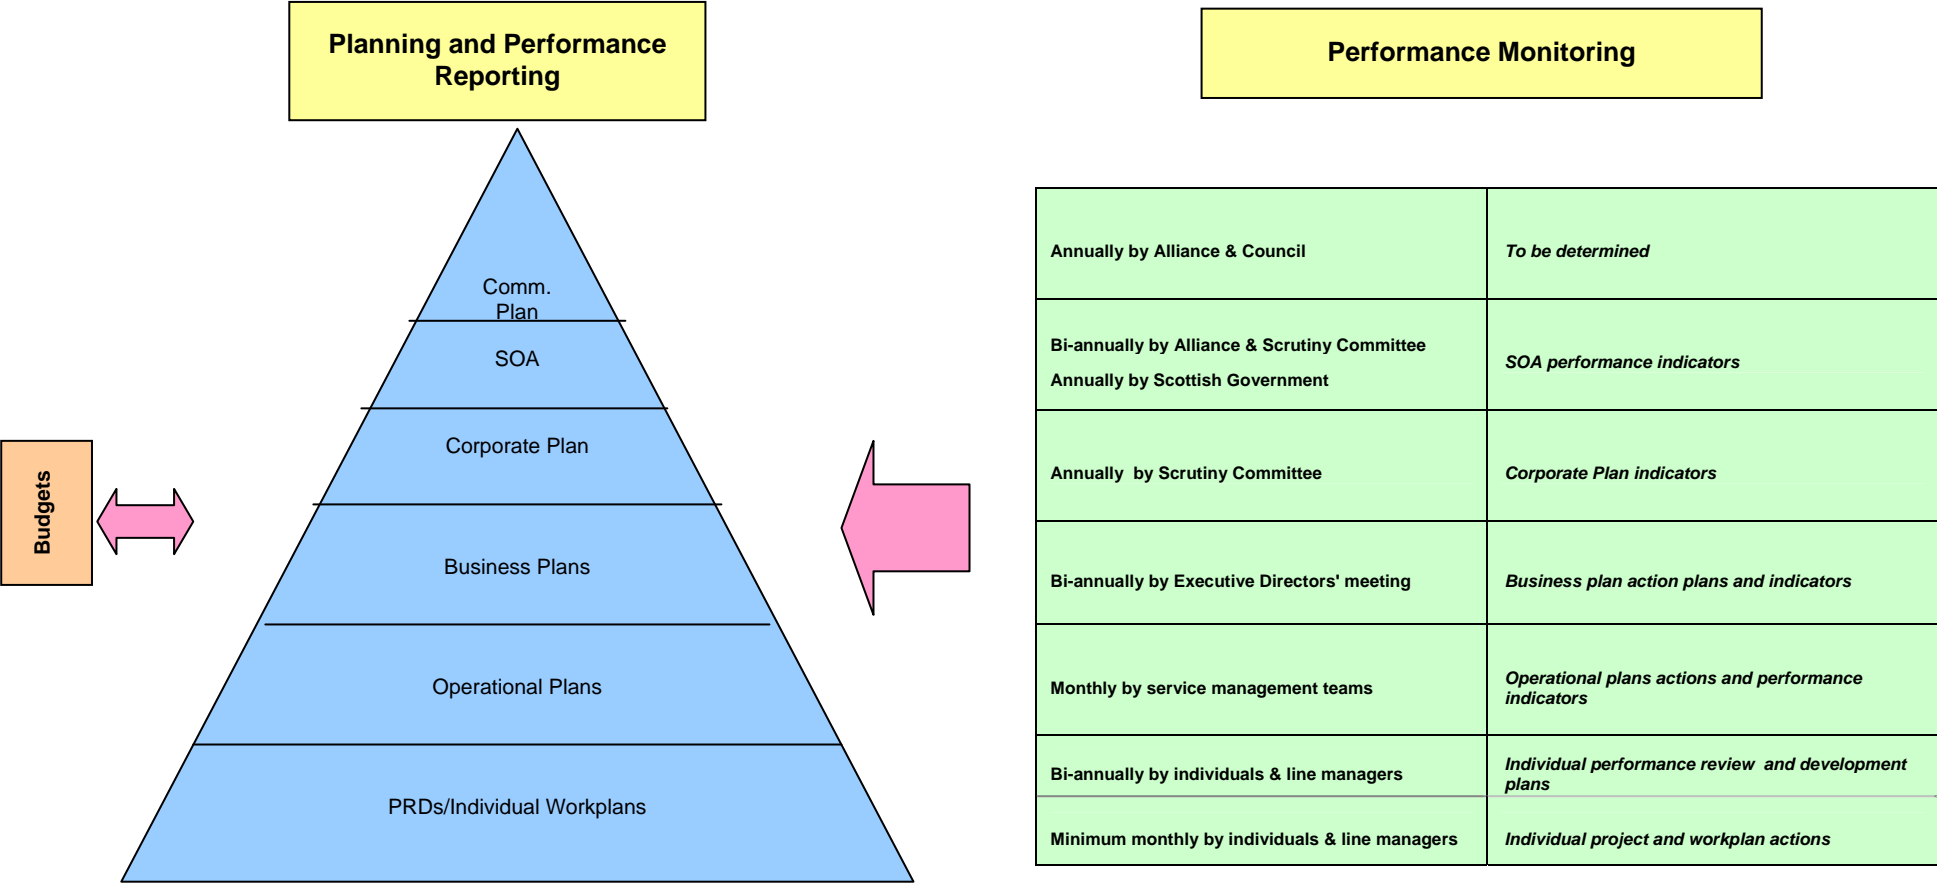 Planning and Performance
Reporting
Performance Monitoring
Comm.
Plan
SOA
Corporate Plan
Business Plans
Operational Plans
PRDs/Individual Workplans
Budgets
Annually by Alliance & Council
To be determined
Bi-annually by Alliance & Scrutiny Committee
Annually by Scottish Government
SOA performance indicators
Annually  by Scrutiny Committee
Corporate Plan indicators
Bi-annually by Executive Directors' meeting
Business plan action plans and indicators
Monthly by service management teams
Operational plans actions and performance
indicators
Bi-annually by individuals & line managers
Individual performance review  and development
plans
Minimum monthly by individuals & line managers
Individual project and workplan actions